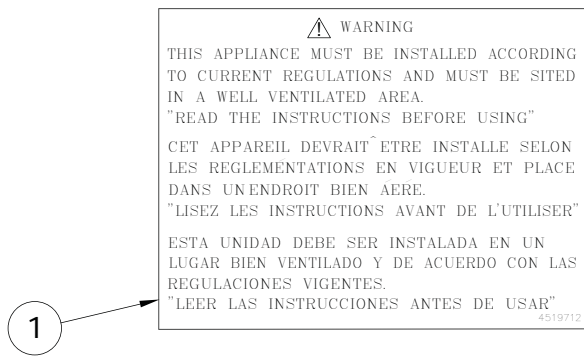 WARNING
THIS APPLIANCE MUST BE INSTALLED ACCORDING
TO CURRENT REGULATIONS AND MUST BE SITED
IN A WELL VENTILATED AREA.
"READ THE INSTRUCTIONS BEFORE USING"
CET APPAREIL DEVRAIT ^ETRE INSTALLE SELON
LES REGLEMENTATIONS EN VIGUEUR ET PLACE
DANS UN ENDROIT BIEN AERE.
"LISEZ LES INSTRUCTIONS AVANT DE L'UTILISER"
ESTA UNIDAD DEBE SER INSTALADA EN UN
LUGAR BIEN VENTILADO Y DE ACUERDO CON LAS
REGULACIONES VIGENTES.
"LEER LAS INSTRUCCIONES ANTES DE USAR"
4519712
1